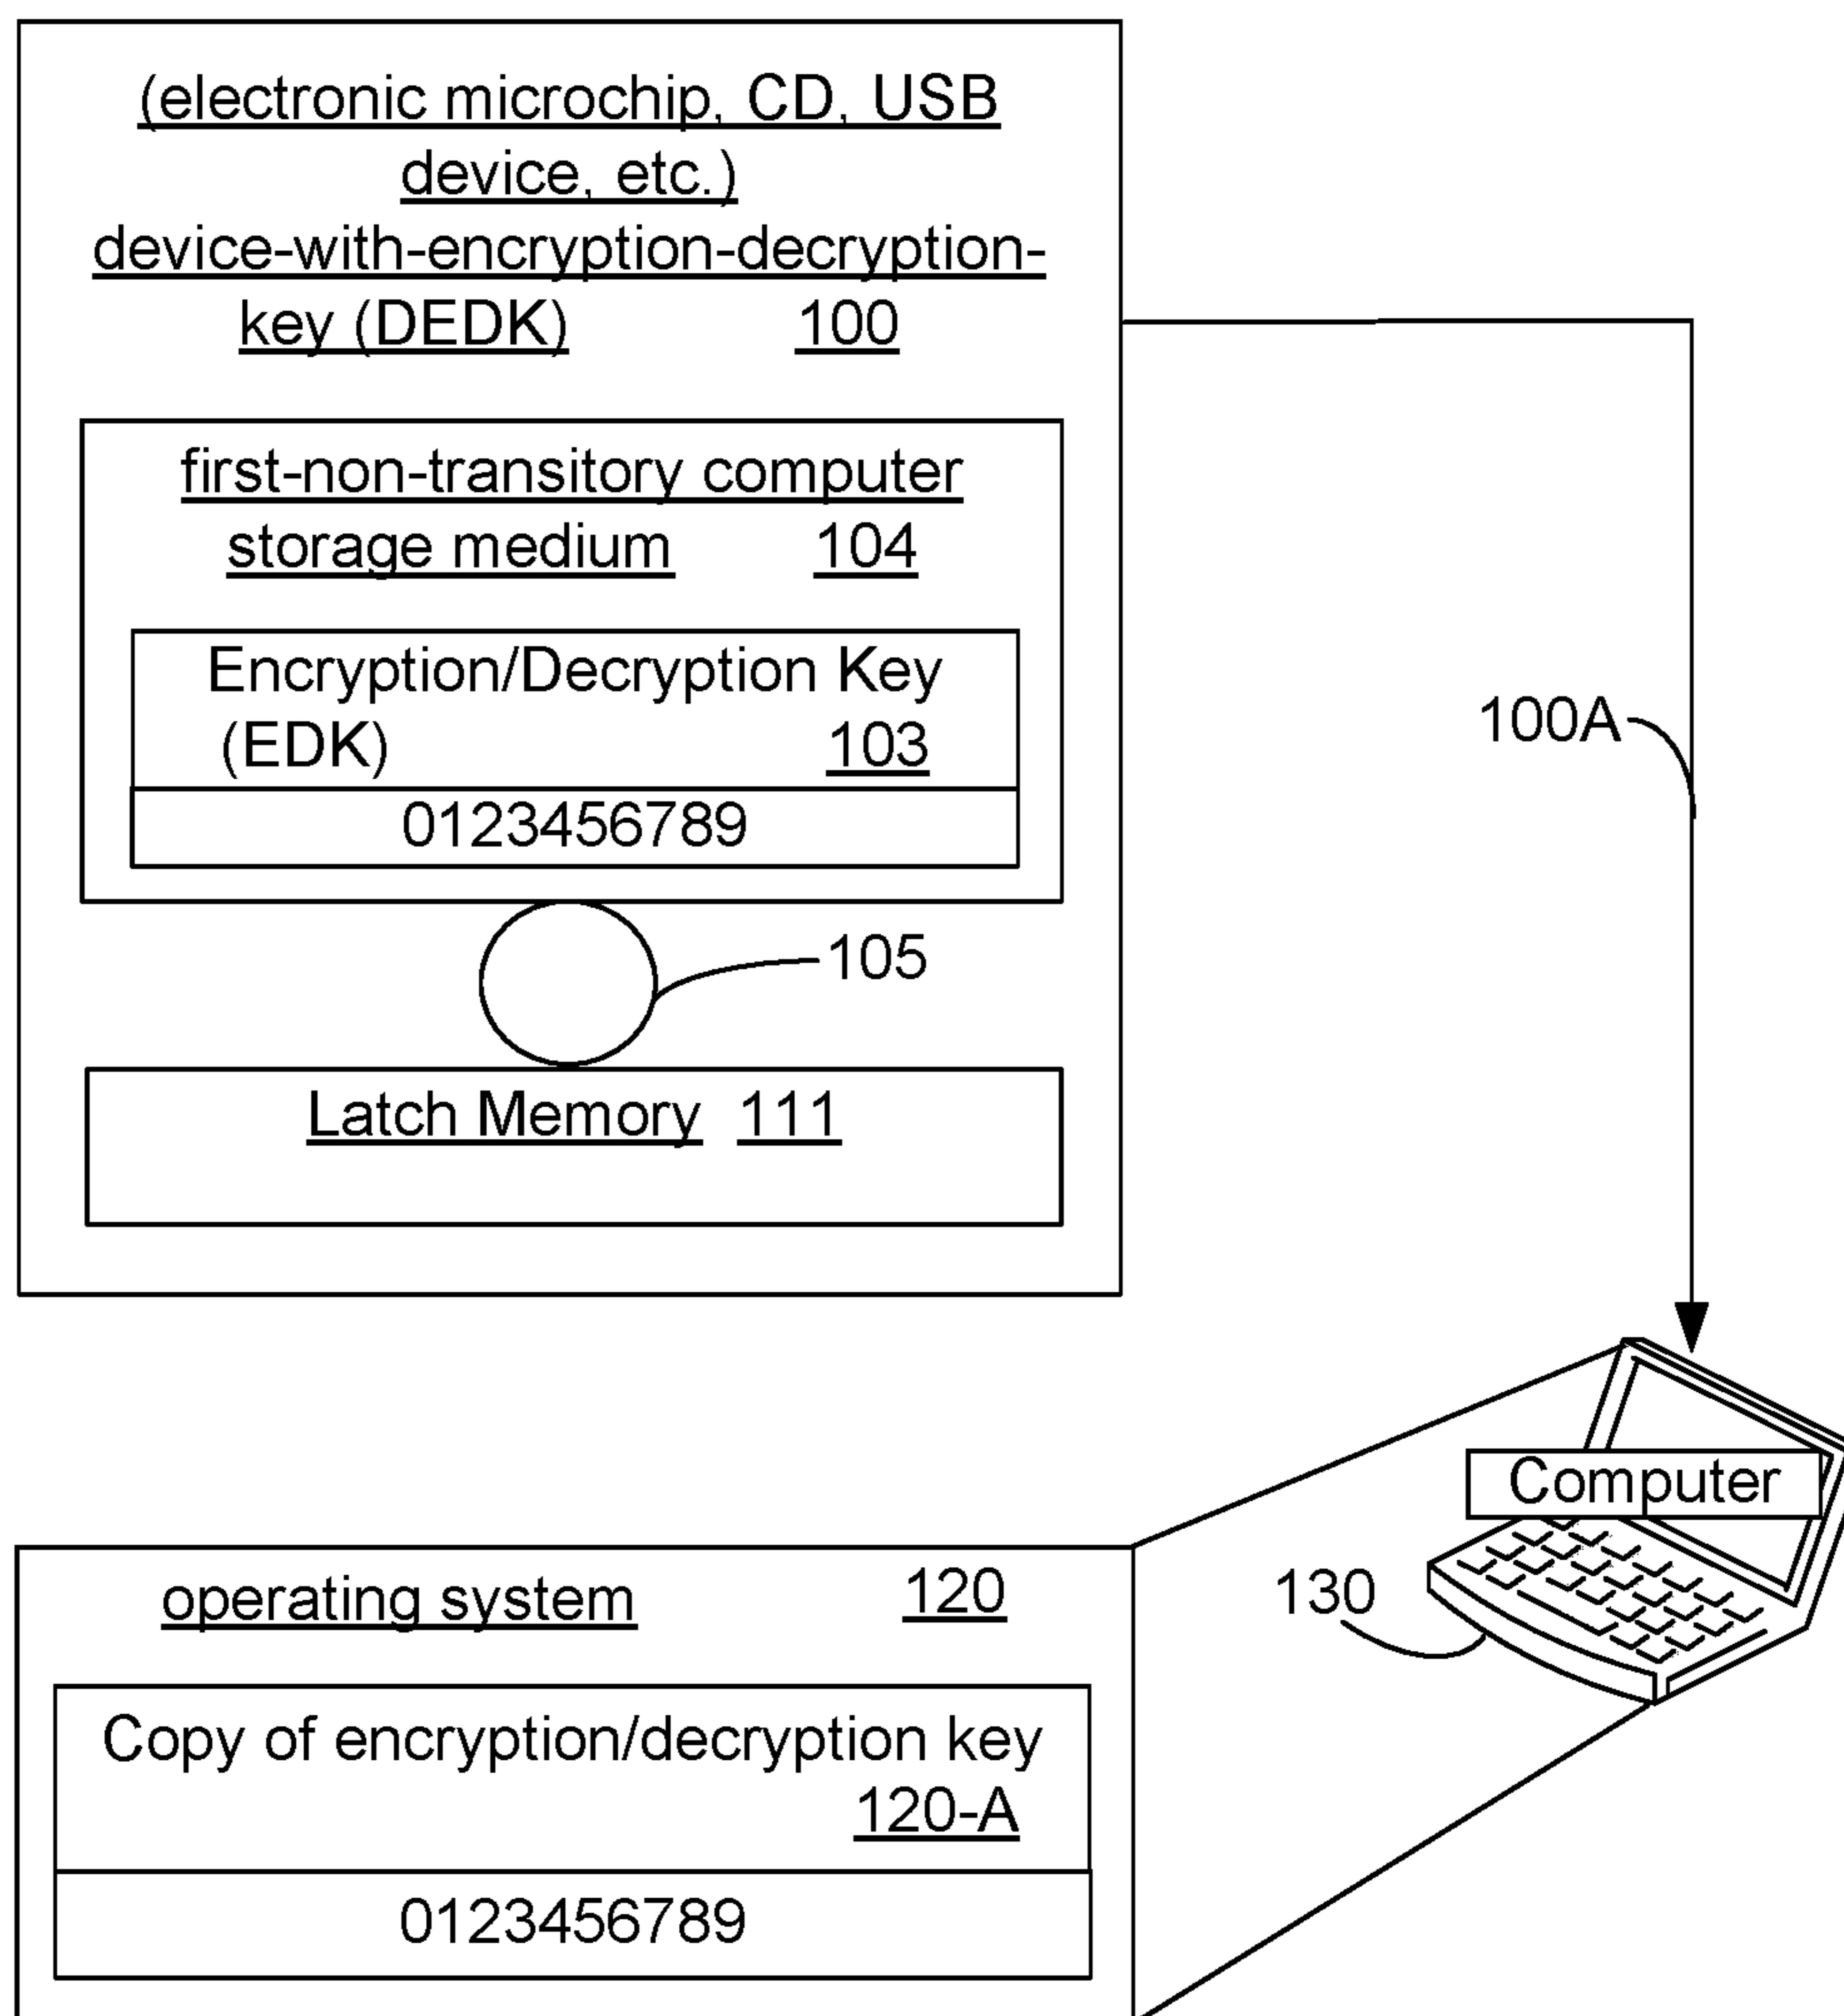 (electronic microchip, CD, USB
device, etc.)
device-with-encryption-decryption-
key (DEDK) 100
first-non-transitory computer
storage medium 104
Encryption/Decryption Key
(EDK) 103
0123456789
105
Latch Memory 111
100A
Computer
130
operating system 120
Copy of encryption/decryption key
120-A
0123456789